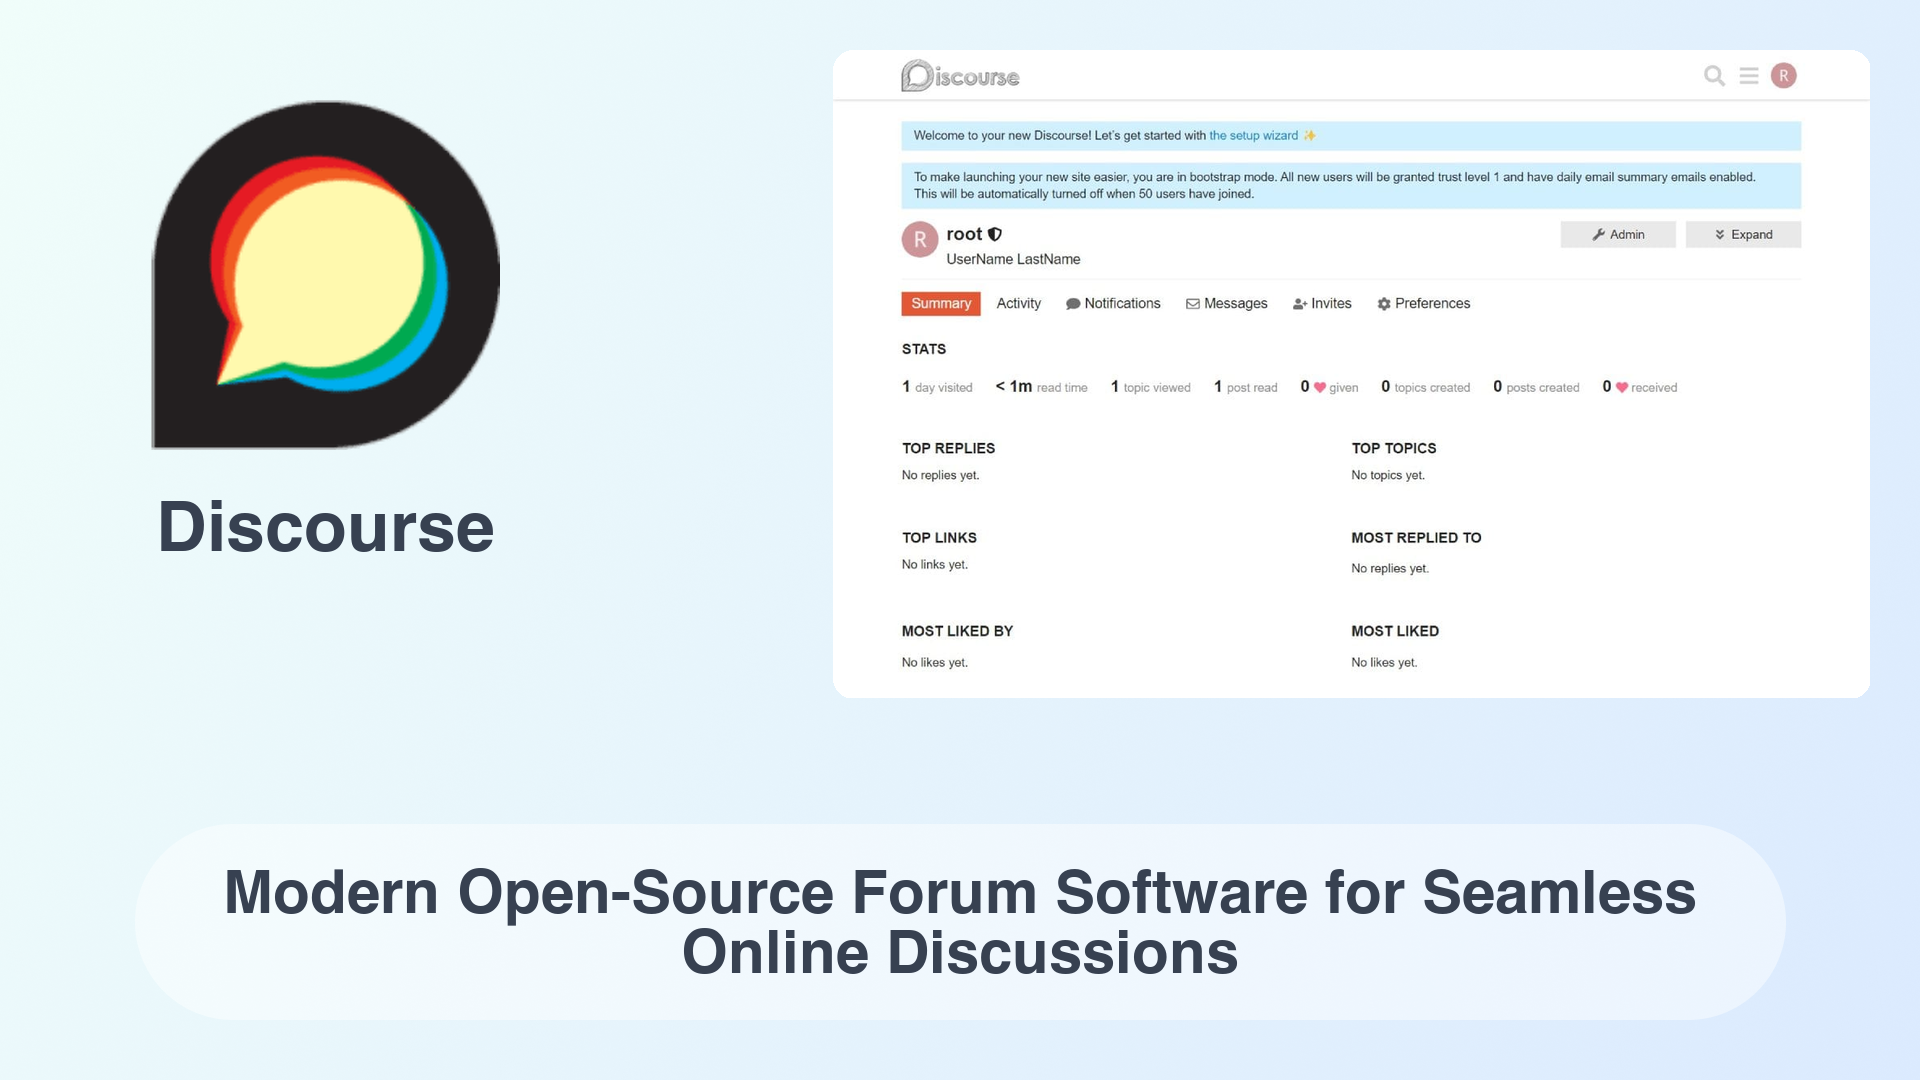 Discourse
Discourse
R
Welcome to your new Discourse! Let's get started with the setup wizard ✨
To make launching your new site easier, you are in bootstrap mode. All new users will be granted trust level 1 and have daily email summary emails enabled.
This will be automatically turned off when 50 users have joined.
R
root
UserName LastName
Admin
Expand
Summary Activity Notifications Messages Invites Preferences
STATS
1 day visited < 1m read time 1 topic viewed 1 post read 0 ❤ given 0 topics created 0 posts created 0 ❤ received
TOP REPLIES
No replies yet.
TOP TOPICS
No topics yet.
TOP LINKS
No links yet.
MOST REPLIED TO
No replies yet.
MOST LIKED BY
No likes yet.
MOST LIKED
No likes yet.
Modern Open-Source Forum Software for Seamless
Online Discussions